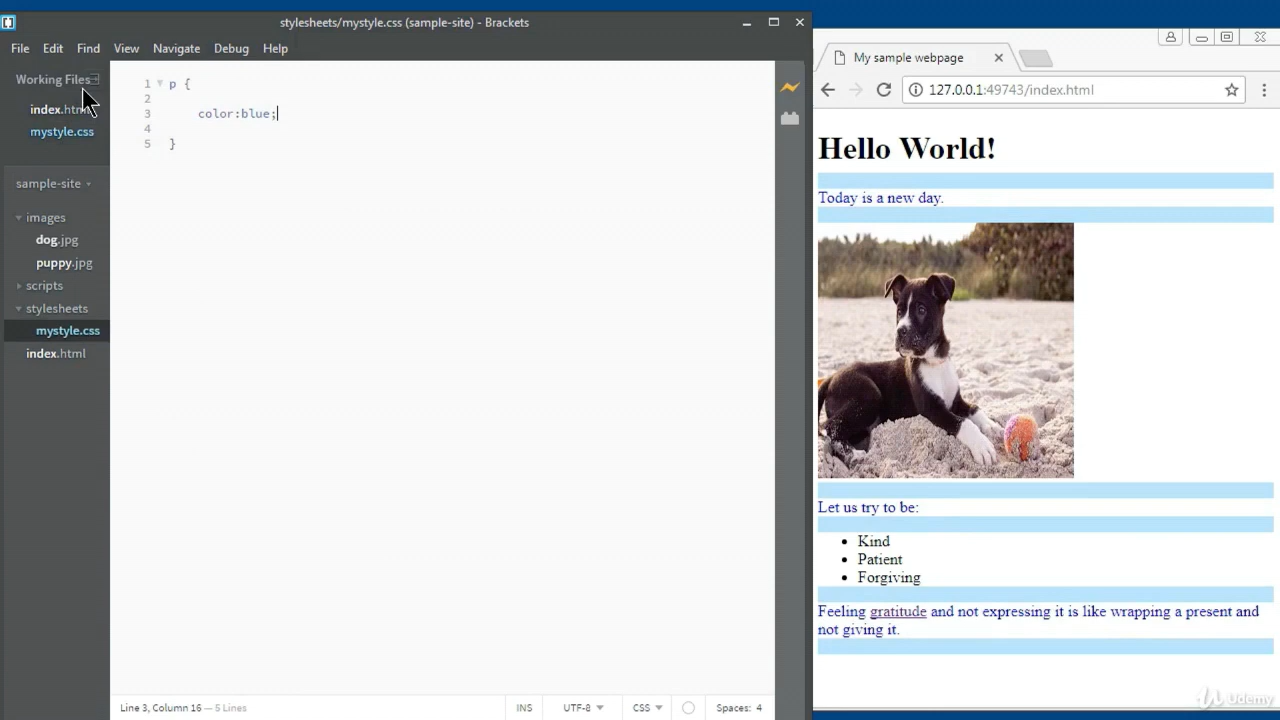 stylesheets/mystyle.css (sample-site) - Brackets
File Edit Find View Navigate Debug Help
Working Files
index.html
mystyle.css
sample-site
images
dog.jpg
puppy.jpg
scripts
stylesheets
mystyle.css
index.html
1 p {
2
3 color:blue;
4
5 }
Line 3, Column 16 — 5 Lines
INS
UTF-8
CSS
Spaces: 4
My sample webpage
127.0.0.1:49743/index.html
Hello World!
Today is a new day.
Let us try to be:
• Kind
• Patient
• Forgiving
Feeling gratitude and not expressing it is like wrapping a present and
not giving it.
Udemy